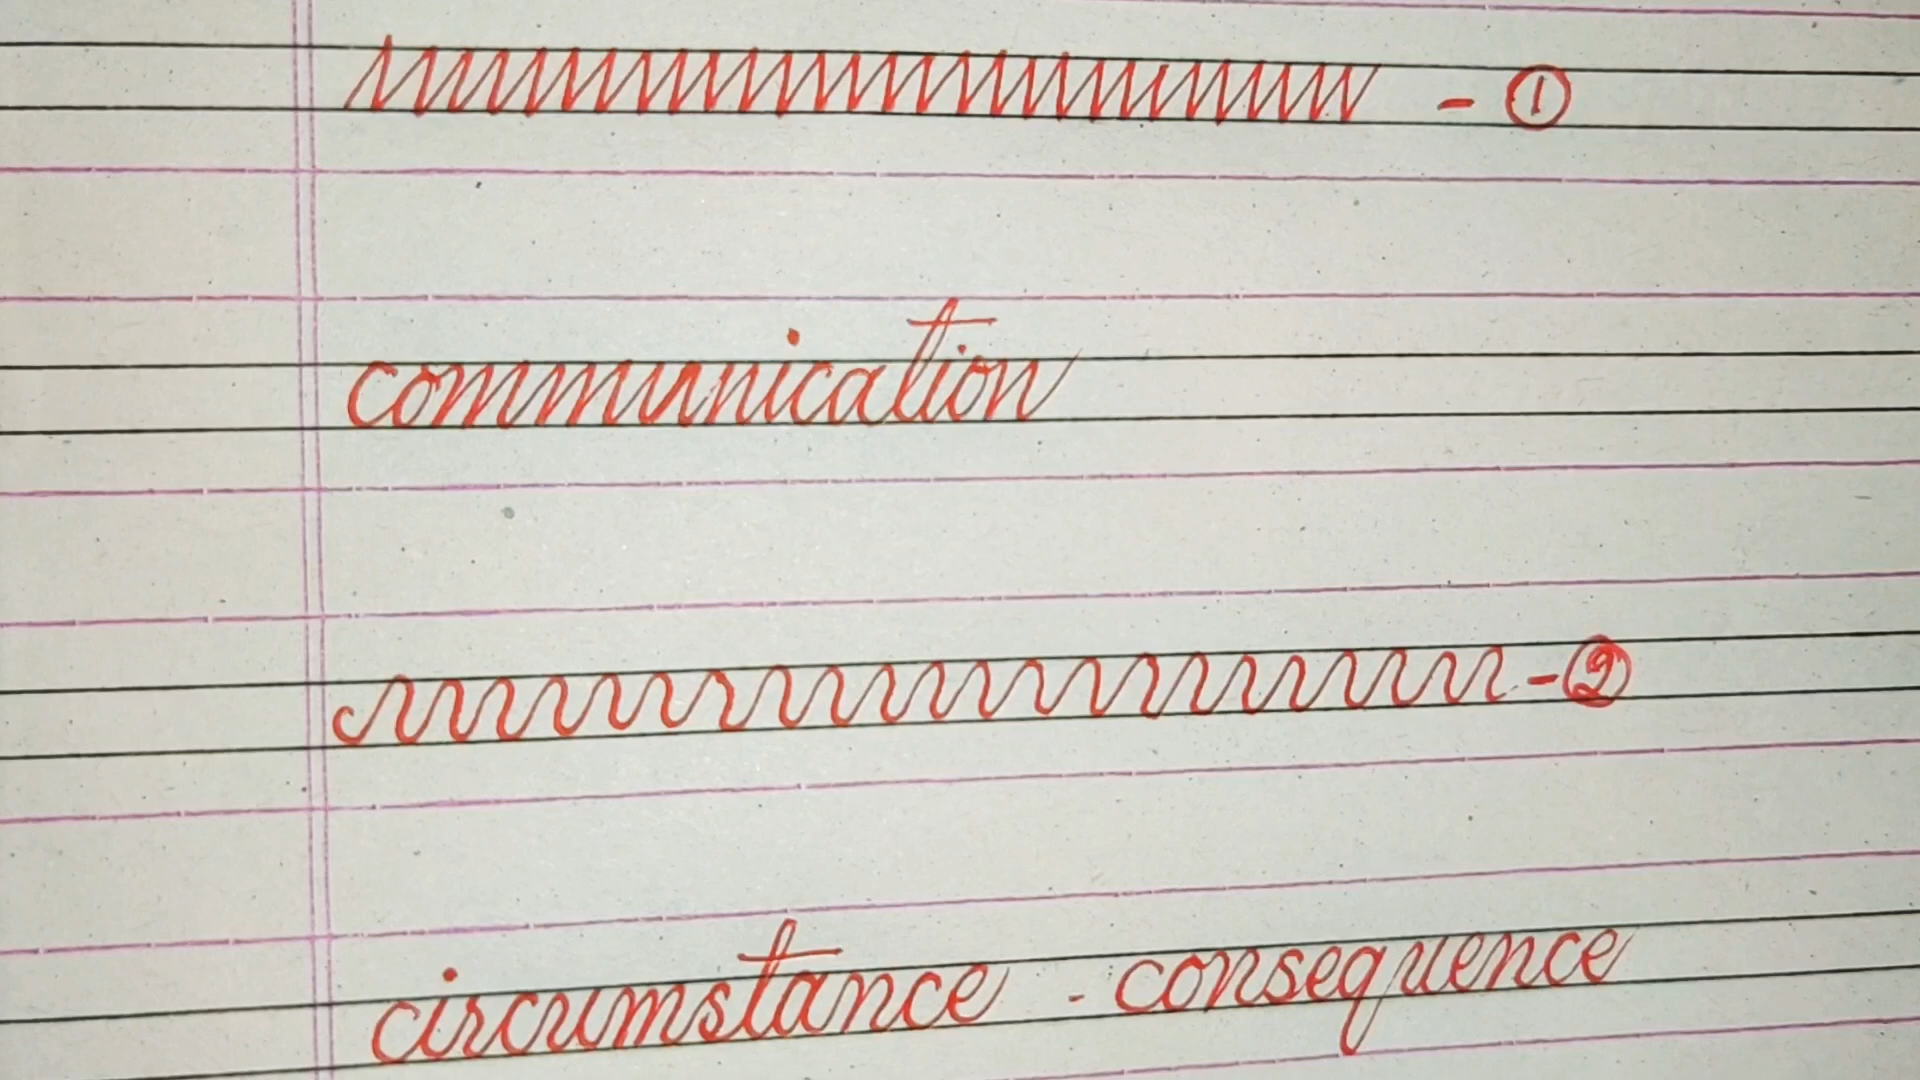 - 1
communication
- 2
circumstance - consequence